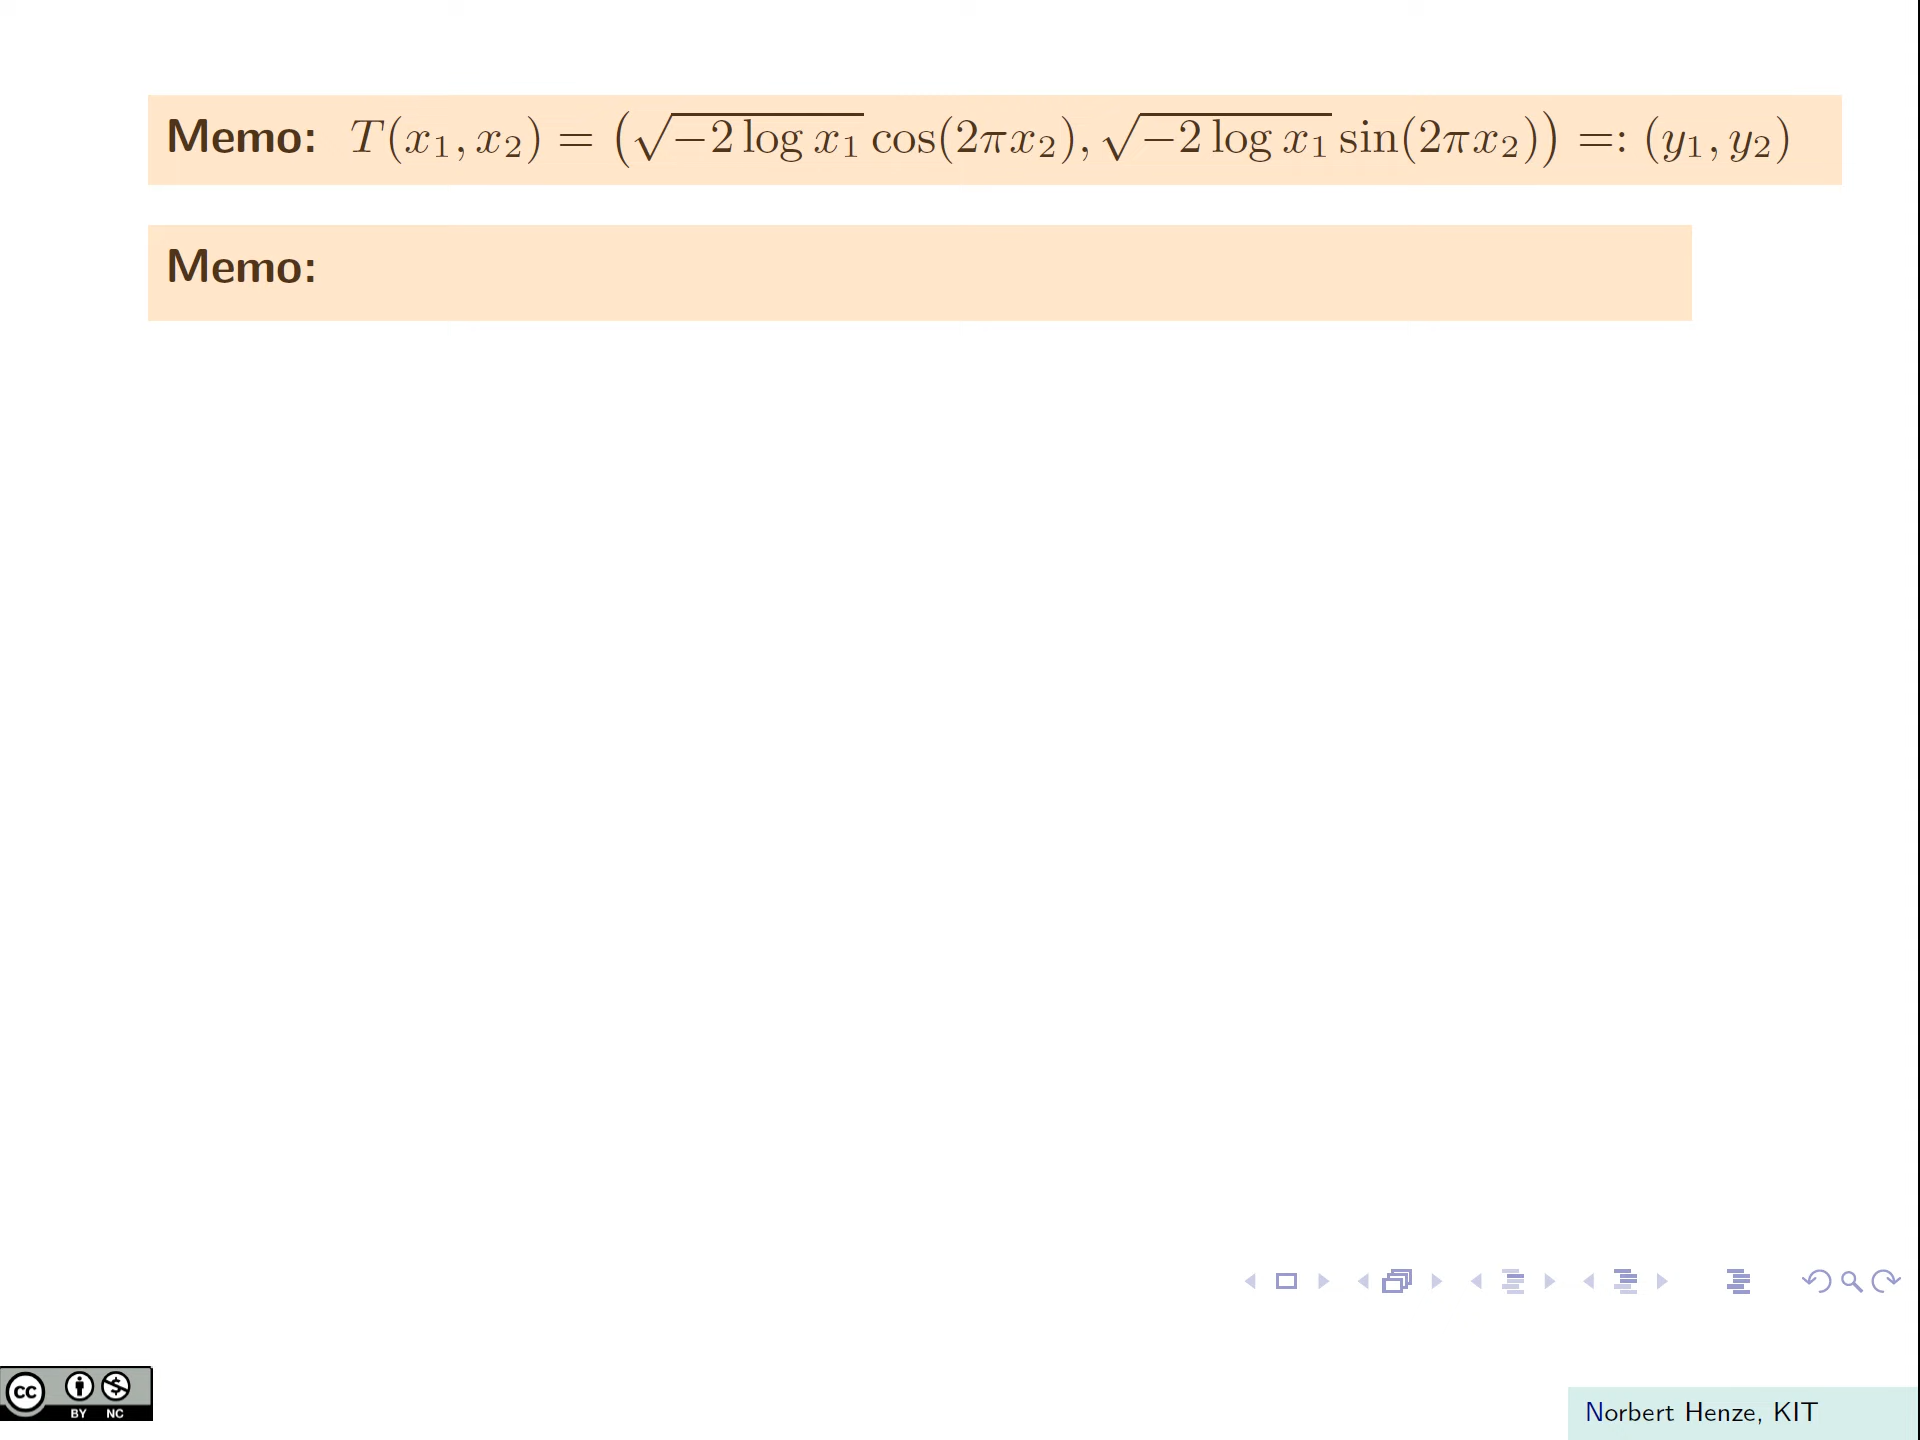 Memo: T(x₁, x₂) = (√(−2 log x₁) cos(2πx₂), √(−2 log x₁) sin(2πx₂)) =: (y₁, y₂)
Memo:
cc BY NC
Norbert Henze, KIT